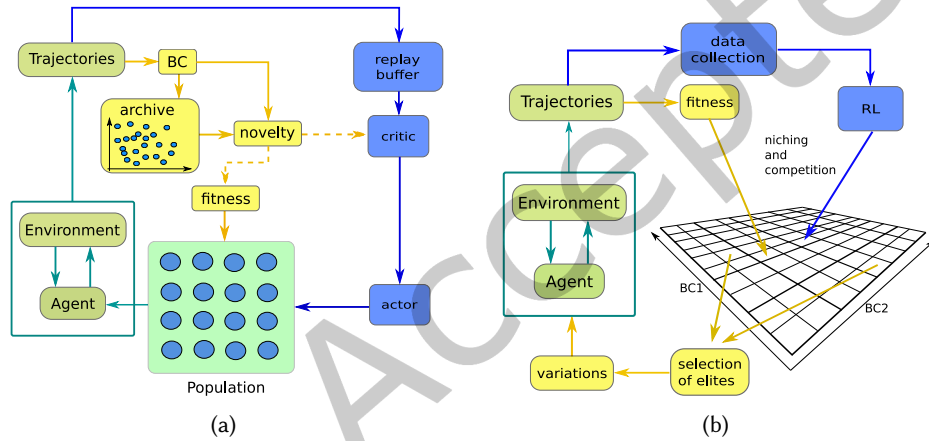 Trajectories
BC
replay
buffer
archive
novelty
critic
fitness
Environment
Agent
actor
Population
(a)
data
collection
Trajectories
fitness
RL
niching
and
competition
Environment
Agent
BC1
BC2
variations
selection
of elites
(b)
Accepte